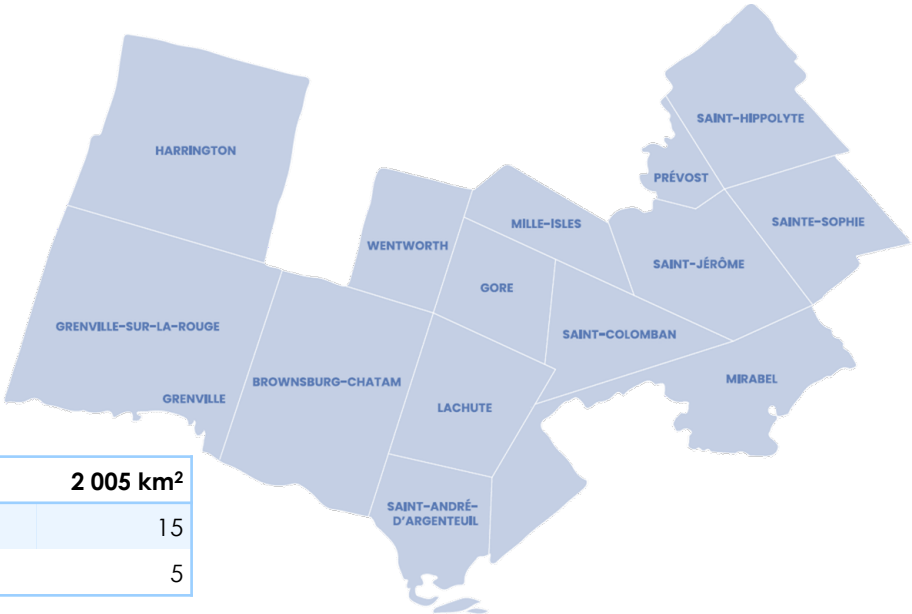 SAINT-HIPPOLYTE
HARRINGTON
PRÉVOST
SAINTE-SOPHIE
MILLE-ISLES
WENTWORTH
SAINT-JÉRÔME
GORE
GRENVILLE-SUR-LA-ROUGE
SAINT-COLOMBAN
MIRABEL
BROWNSBURG-CHATAM
GRENVILLE
LACHUTE
2 005 km²
15
5
SAINT-ANDRÉ-
D'ARGENTEUIL